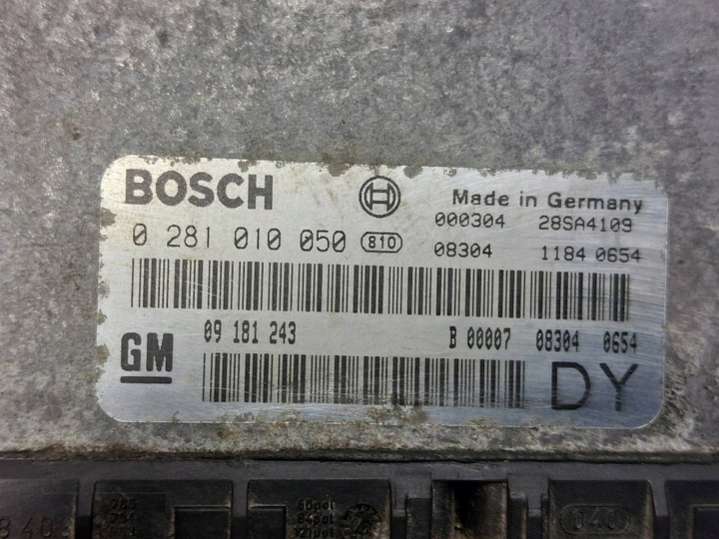 BOSCH
Made in Germany
000304 28SA4109
0 281 010 050 810
08304 1184 0654
GM
09 181 243 B 00007 08304 0654
DY
040